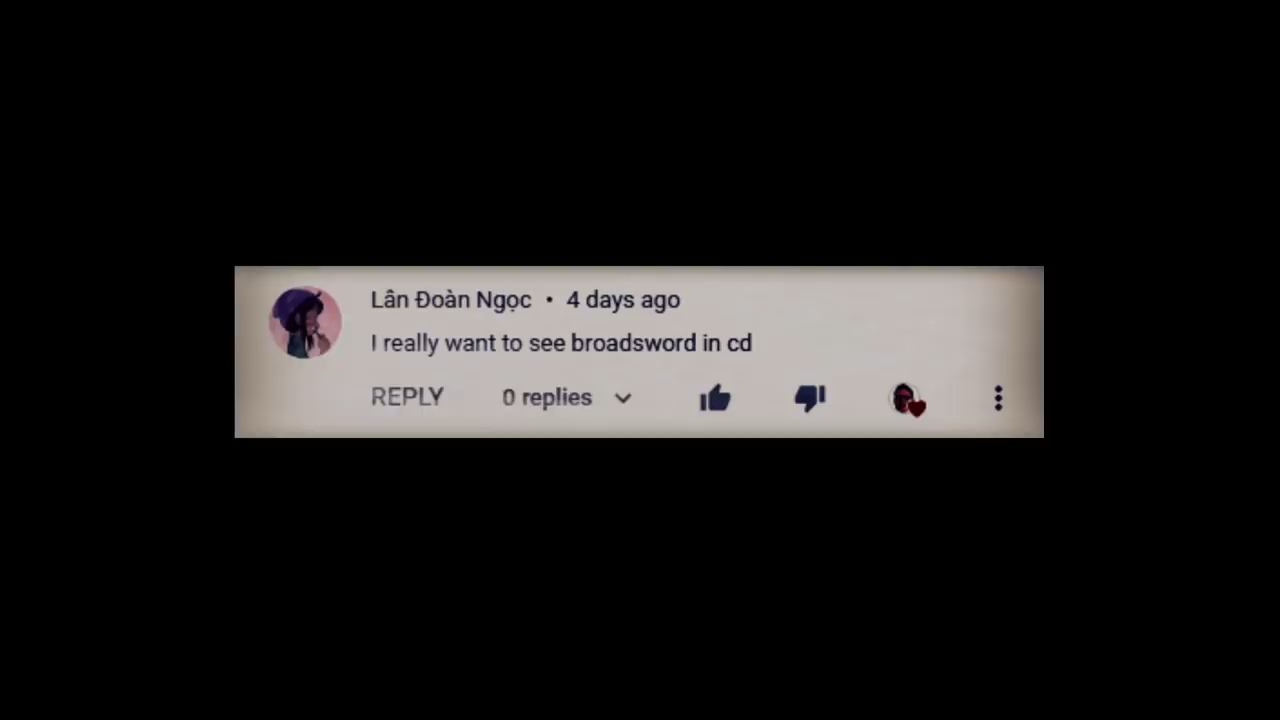 Lân Đoàn Ngọc • 4 days ago
I really want to see broadsword in cd
REPLY 0 replies